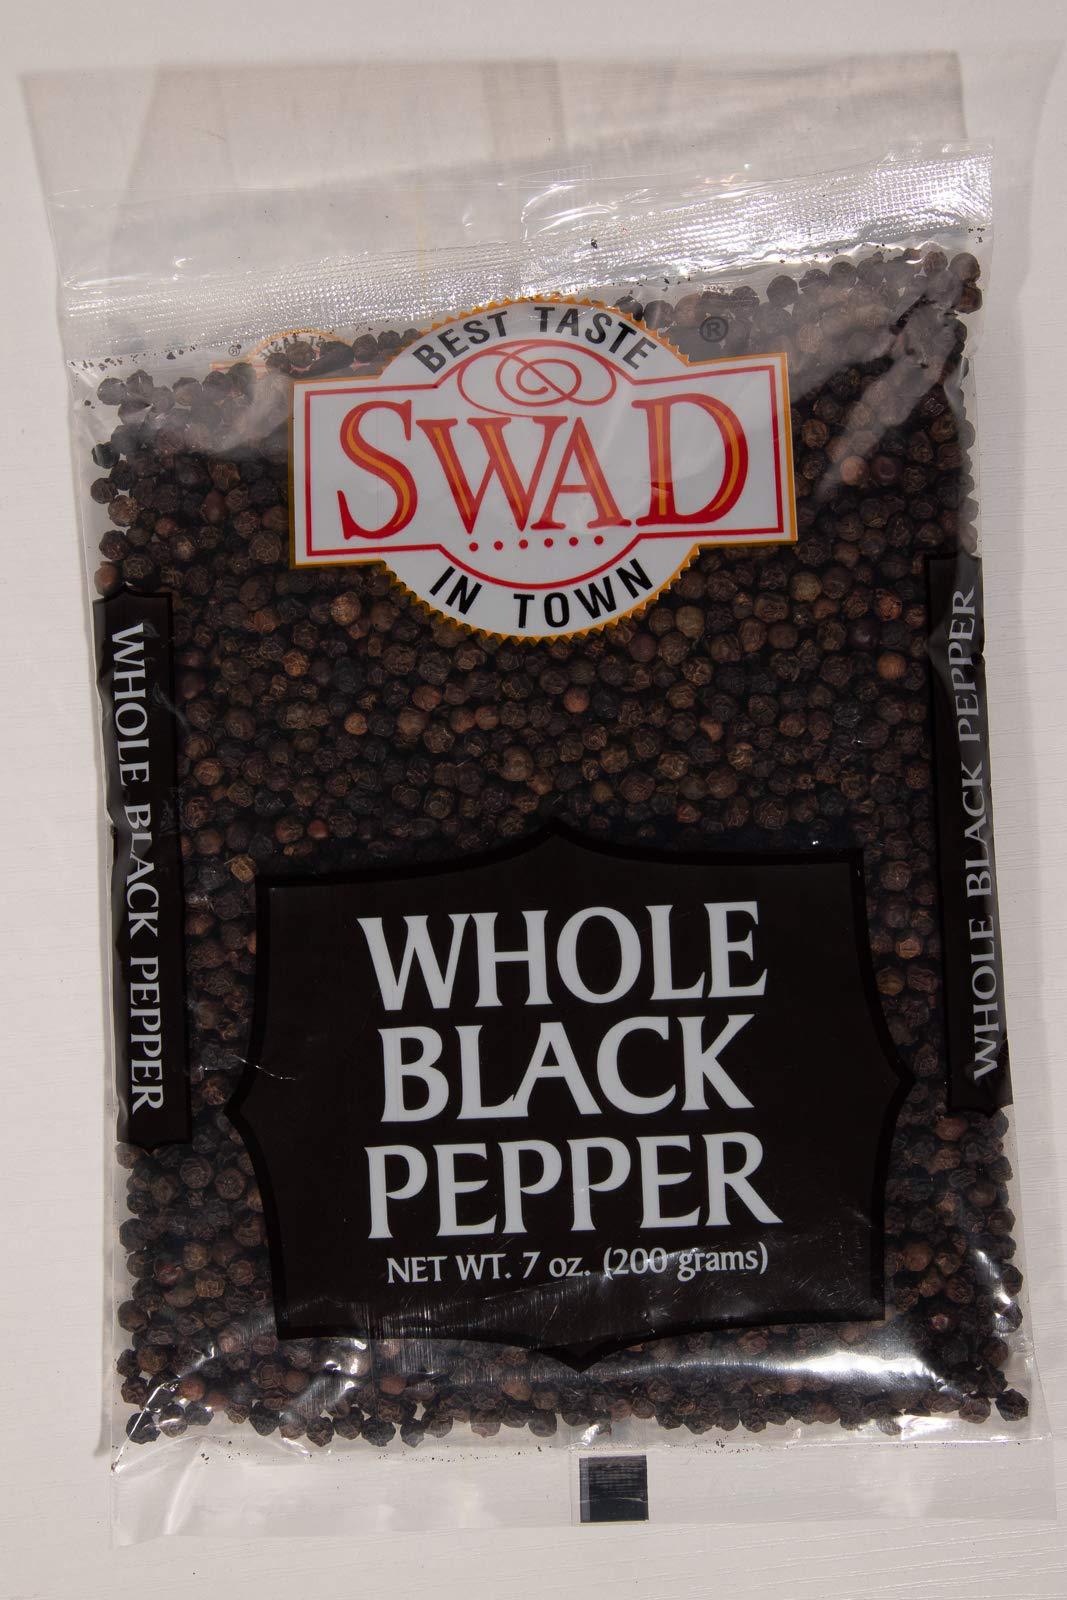 BEST TASTE
®
SWAD
IN TOWN
WHOLE BLACK PEPPER
WHOLE BLACK PEPPER
WHOLE
BLACK
PEPPER
NET WT. 7 oz. (200 grams)